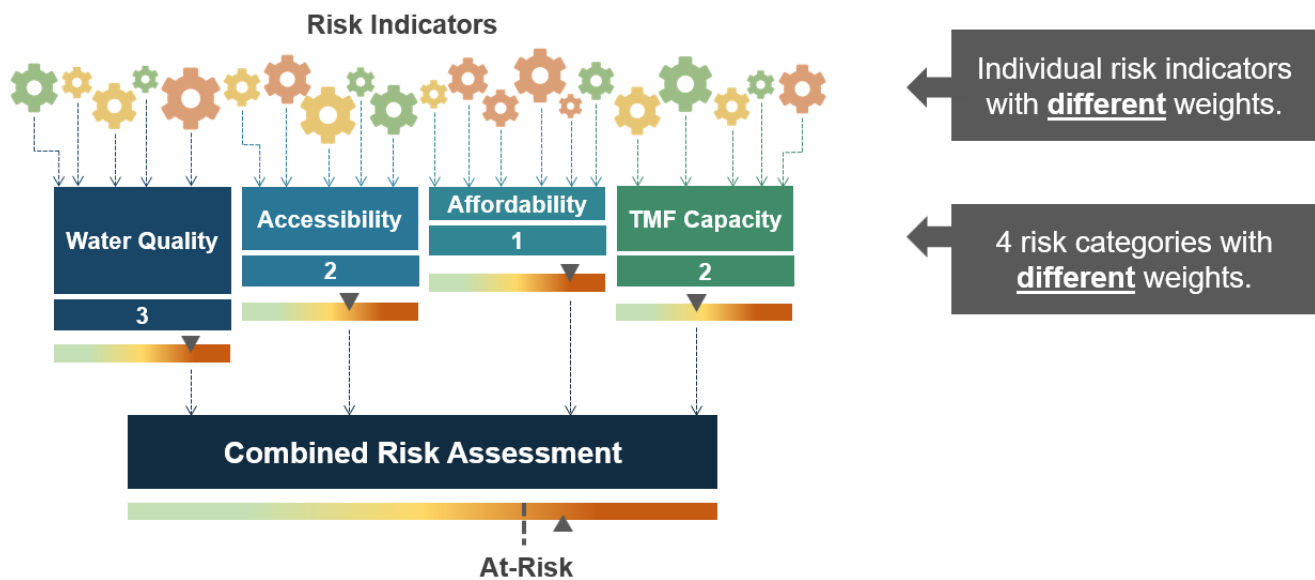 Risk Indicators
Individual risk indicators
with different weights.
Water Quality
3
Accessibility
2
Affordability
1
TMF Capacity
2
4 risk categories with
different weights.
Combined Risk Assessment
At-Risk